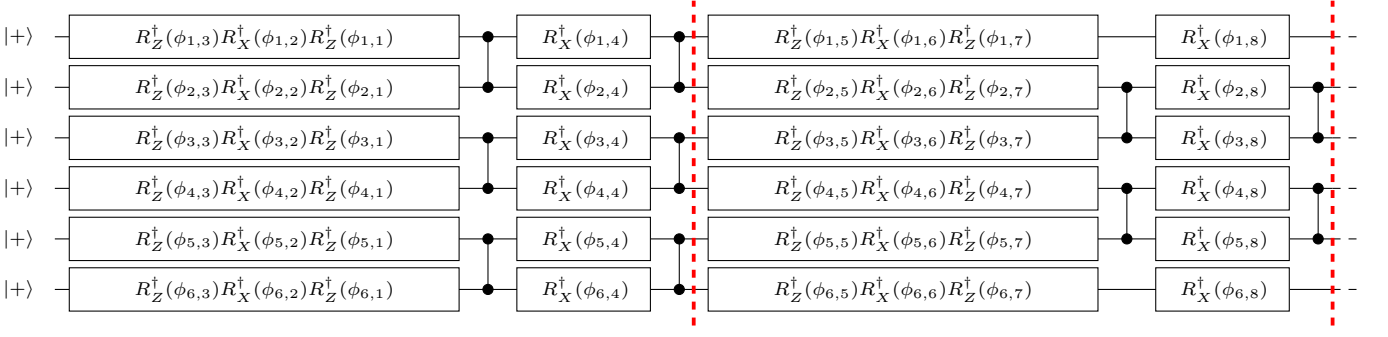 |+⟩ R_Z^†(ϕ_{1,3})R_X^†(ϕ_{1,2})R_Z^†(ϕ_{1,1}) R_X^†(ϕ_{1,4}) R_Z^†(ϕ_{1,5})R_X^†(ϕ_{1,6})R_Z^†(ϕ_{1,7}) R_X^†(ϕ_{1,8})
|+⟩ R_Z^†(ϕ_{2,3})R_X^†(ϕ_{2,2})R_Z^†(ϕ_{2,1}) R_X^†(ϕ_{2,4}) R_Z^†(ϕ_{2,5})R_X^†(ϕ_{2,6})R_Z^†(ϕ_{2,7}) R_X^†(ϕ_{2,8})
|+⟩ R_Z^†(ϕ_{3,3})R_X^†(ϕ_{3,2})R_Z^†(ϕ_{3,1}) R_X^†(ϕ_{3,4}) R_Z^†(ϕ_{3,5})R_X^†(ϕ_{3,6})R_Z^†(ϕ_{3,7}) R_X^†(ϕ_{3,8})
|+⟩ R_Z^†(ϕ_{4,3})R_X^†(ϕ_{4,2})R_Z^†(ϕ_{4,1}) R_X^†(ϕ_{4,4}) R_Z^†(ϕ_{4,5})R_X^†(ϕ_{4,6})R_Z^†(ϕ_{4,7}) R_X^†(ϕ_{4,8})
|+⟩ R_Z^†(ϕ_{5,3})R_X^†(ϕ_{5,2})R_Z^†(ϕ_{5,1}) R_X^†(ϕ_{5,4}) R_Z^†(ϕ_{5,5})R_X^†(ϕ_{5,6})R_Z^†(ϕ_{5,7}) R_X^†(ϕ_{5,8})
|+⟩ R_Z^†(ϕ_{6,3})R_X^†(ϕ_{6,2})R_Z^†(ϕ_{6,1}) R_X^†(ϕ_{6,4}) R_Z^†(ϕ_{6,5})R_X^†(ϕ_{6,6})R_Z^†(ϕ_{6,7}) R_X^†(ϕ_{6,8})